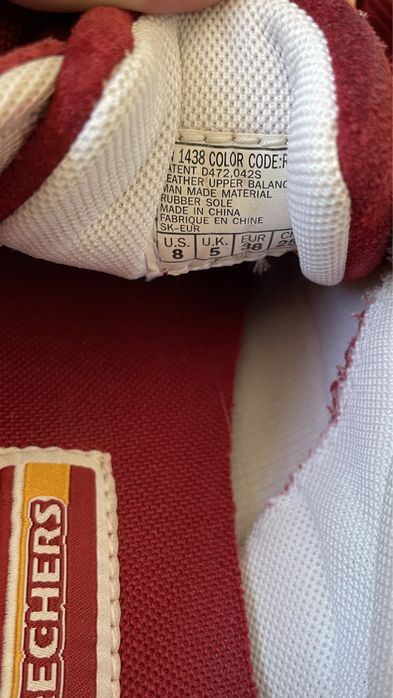 1438 COLOR CODE:
PATENT D472,042S
LEATHER UPPER BALANC
MAN MADE MATERIAL
RUBBER SOLE
MADE IN CHINA
FABRIQUE EN CHINE
SK-EUR
U.S. U.K. EUR
8 5 38
ECHERS